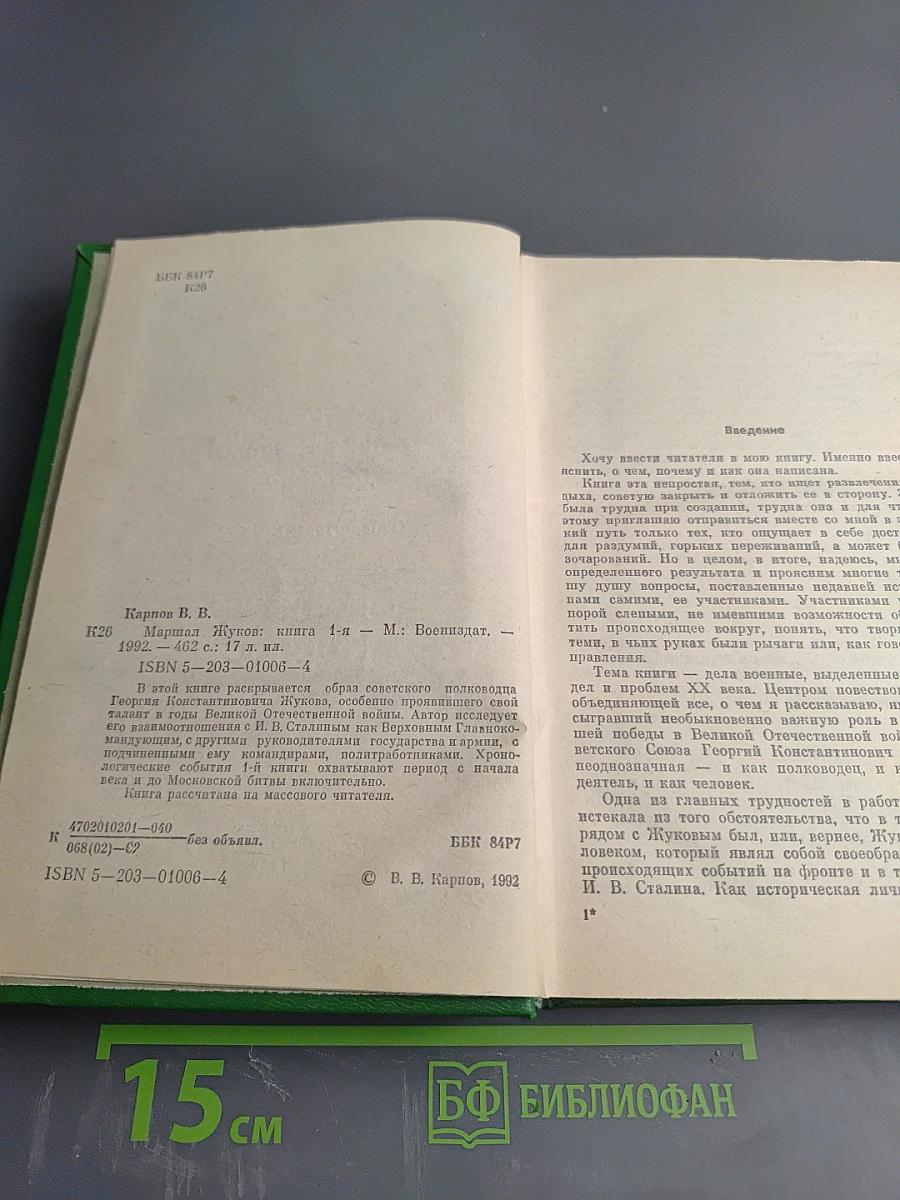 ББК 84Р7
К26
Карпов В. В.
К26 Маршал Жуков: книга 1-я — М.: Воениздат. —
1992. — 462 с.: 17 л. ил.
ISBN 5—203—01006—4
В этой книге раскрывается образ советского полководца
Георгия Константиновича Жукова, особенно проявившего свой
талант в годы Великой Отечественной войны. Автор исследует
его взаимоотношения с И. В. Сталиным как Верховным Главноко-
мандующим, с другими руководителями государства и армии, с
подчиненными ему командирами, политработниками. Хроно-
логические события 1-й книги охватывают период с начала
века и до Московской битвы включительно.
Книга рассчитана на массового читателя.
К 4702010201—040
068(02)—92 без объявл.
ББК 84Р7
ISBN 5—203—01006—4
© В. В. Карпов, 1992
Введение
Хочу ввести читателя в мою книгу. Именно ввес
яснить, о чем, почему и как она написана.
Книга эта непростая, тем, кто ищет развлечени
дыха, советую закрыть и отложить ее в сторону.
была трудна при создании, трудна она и для чт
этому приглашаю отправиться вместе со мной в
кий путь только тех, кто ощущает в себе дост
для раздумий, горьких переживаний, а может
зочарований. Но в целом, в итоге, надеюсь, мы
определенного результата и проясним многие
шу душу вопросы, поставленные недавней ист
нами самими, ее участниками. Участниками
порой слепыми, не имевшими возможности
тить происходящее вокруг, понять, что твори
теми, в чьих руках были рычаги или, как гово
правления.
Тема книги — дела военные, выделенные
дел и проблем XX века. Центром повество
объединяющей все, о чем я рассказываю, яв
сыгравший необыкновенно важную роль в
шей победы в Великой Отечественной вой
ветского Союза Георгий Константинович
неоднозначная — и как полководец, и
деятель, и как человек.
Одна из главных трудностей в работ
истекала из того обстоятельства, что в т
рядом с Жуковым был, или, вернее, Жук
ловеком, который являл собой своеобра
происходящих событий на фронте и в т
И. В. Сталина. Как историческая личн
1*
15 см
БФ БИБЛИОФАН